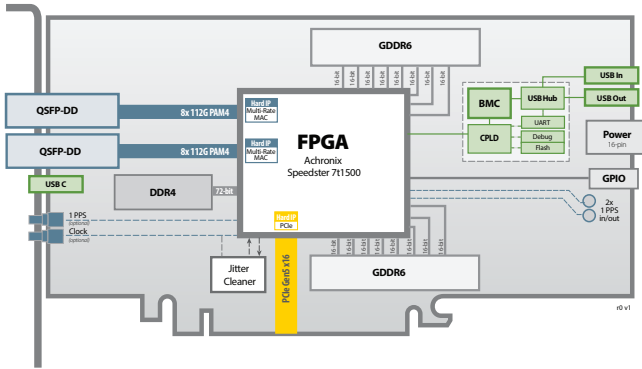 GDDR6
16-bit
16-bit
16-bit
16-bit
16-bit
16-bit
16-bit
16-bit
QSFP-DD
8x 112G PAM4
Hard IP
Multi-Rate
MAC
QSFP-DD
8x 112G PAM4
Hard IP
Multi-Rate
MAC
FPGA
Achronix
Speedster 7t1500
BMC
USB Hub
UART
CPLD
Debug
Flash
USB In
USB Out
Power
16-pin
GPIO
USB C
DDR4
72-bit
1 PPS
(optional)
Clock
(optional)
Hard IP
PCIe
2x
1 PPS
in/out
Jitter
Cleaner
PCIe Gen5 x16
16-bit
16-bit
16-bit
16-bit
16-bit
16-bit
16-bit
16-bit
GDDR6
r0 v1